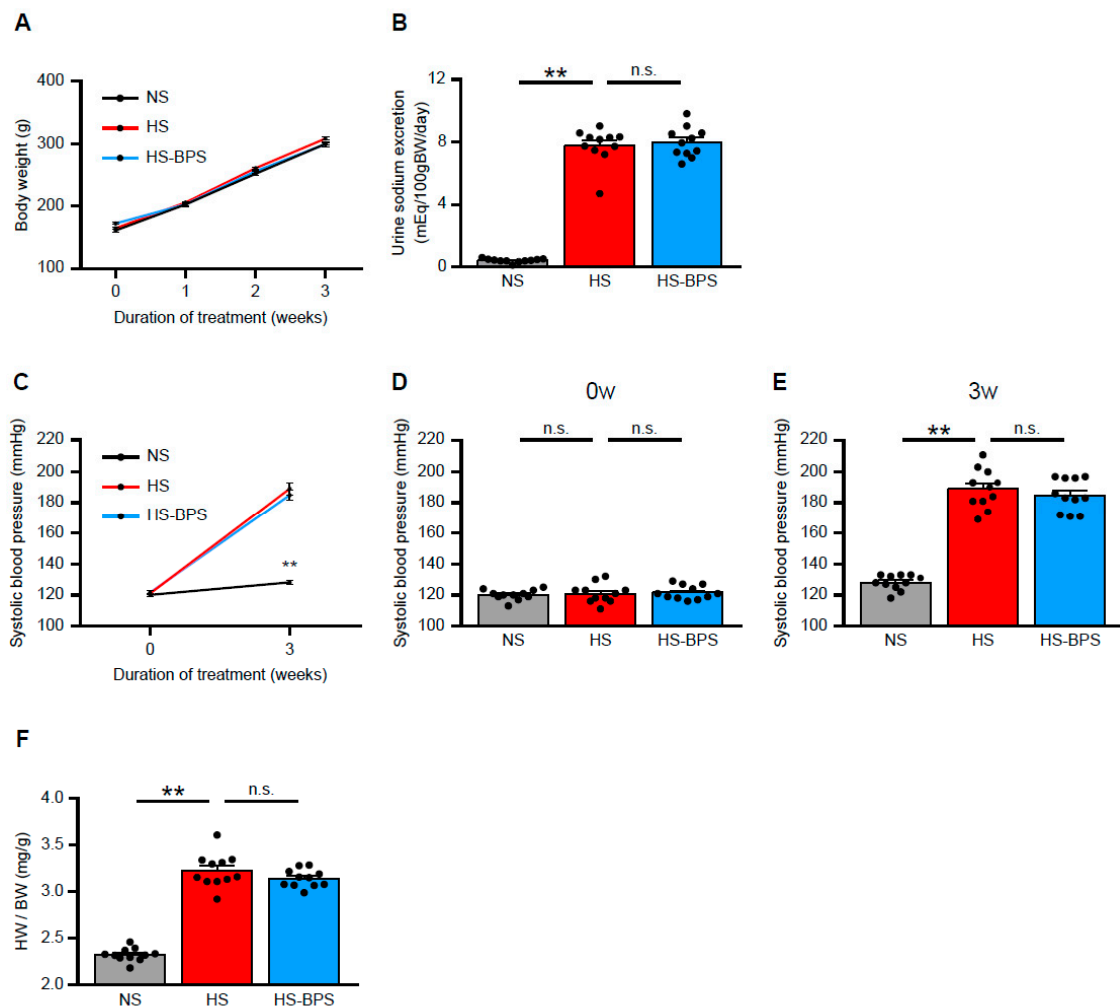 A
Body weight (g)
400
300
200
100
NS
HS
HS-BPS
0 1 2 3
Duration of treatment (weeks)
B
Urine sodium excretion
(mEq/100gBW/day)
12
8
4
0
** n.s.
NS HS HS-BPS
C
Systolic blood pressure (mmHg)
220
200
180
160
140
120
100
NS
HS
HS-BPS
**
0 3
Duration of treatment (weeks)
D
0w
Systolic blood pressure (mmHg)
220
200
180
160
140
120
100
n.s. n.s.
NS HS HS-BPS
E
3w
Systolic blood pressure (mmHg)
220
200
180
160
140
120
100
** n.s.
NS HS HS-BPS
F
HW / BW (mg/g)
4.0
3.5
3.0
2.5
2.0
** n.s.
NS HS HS-BPS